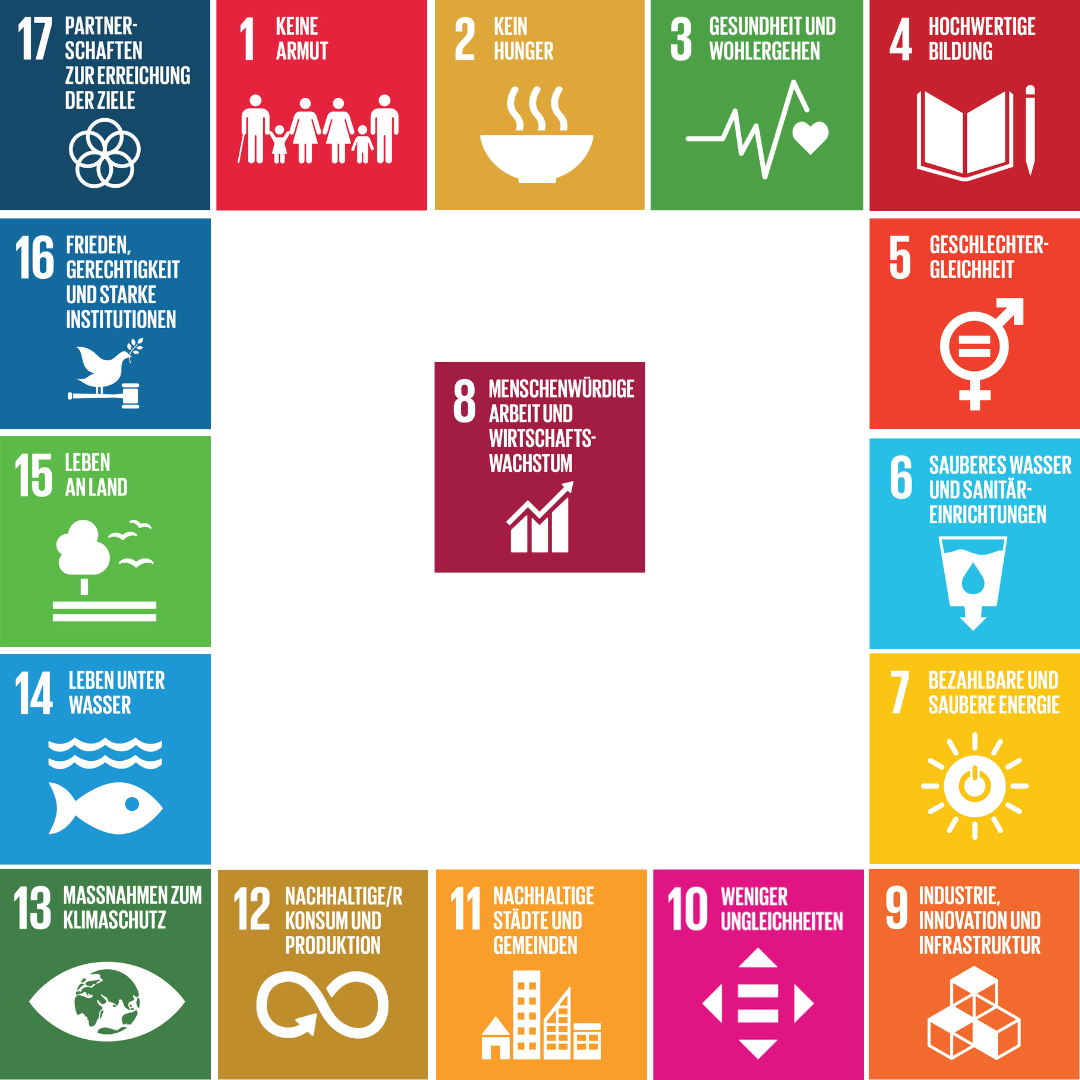 17 PARTNER-
SCHAFTEN
ZUR ERREICHUNG
DER ZIELE
1 KEINE
ARMUT
2 KEIN
HUNGER
3 GESUNDHEIT UND
WOHLERGEHEN
4 HOCHWERTIGE
BILDUNG
16 FRIEDEN,
GERECHTIGKEIT
UND STARKE
INSTITUTIONEN
5 GESCHLECHTER-
GLEICHHEIT
8 MENSCHENWÜRDIGE
ARBEIT UND
WIRTSCHAFTS-
WACHSTUM
15 LEBEN
AN LAND
6 SAUBERES WASSER
UND SANITÄR-
EINRICHTUNGEN
14 LEBEN UNTER
WASSER
7 BEZAHLBARE UND
SAUBERE ENERGIE
13 MASSNAHMEN ZUM
KLIMASCHUTZ
12 NACHHALTIGE/R
KONSUM UND
PRODUKTION
11 NACHHALTIGE
STÄDTE UND
GEMEINDEN
10 WENIGER
UNGLEICHHEITEN
9 INDUSTRIE,
INNOVATION UND
INFRASTRUKTUR